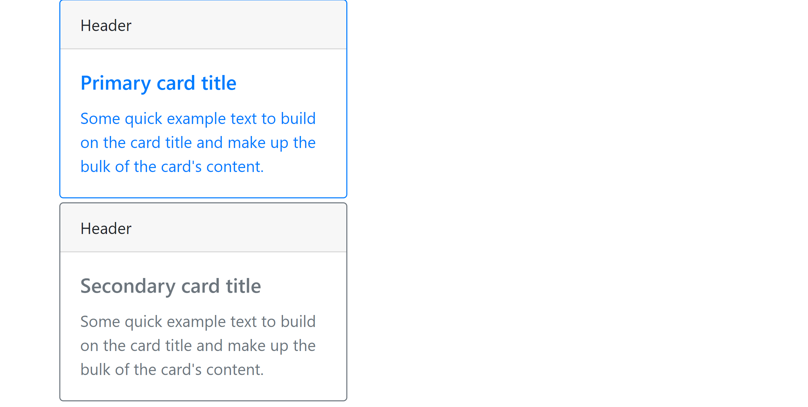 Header
Primary card title
Some quick example text to build
on the card title and make up the
bulk of the card's content.
Header
Secondary card title
Some quick example text to build
on the card title and make up the
bulk of the card's content.